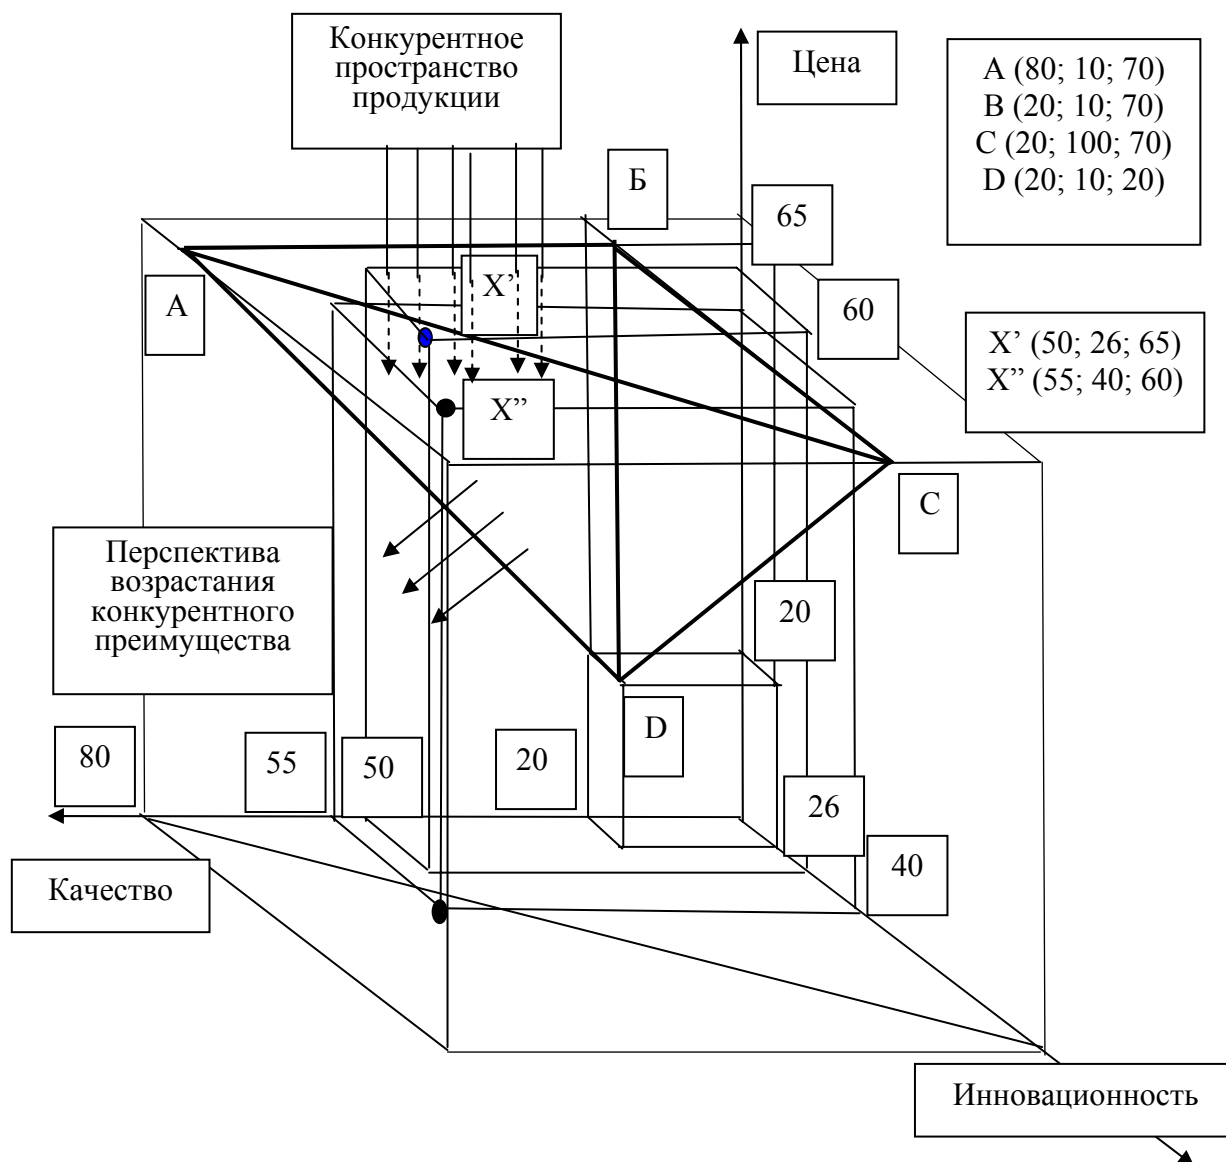 Конкурентное
пространство
продукции
Цена
A (80; 10; 70)
B (20; 10; 70)
C (20; 100; 70)
D (20; 10; 20)
Б
65
А
X’
60
X’ (50; 26; 65)
X” (55; 40; 60)
X”
С
Перспектива
возрастания
конкурентного
преимущества
20
D
80
55
50
20
26
40
Качество
Инновационность